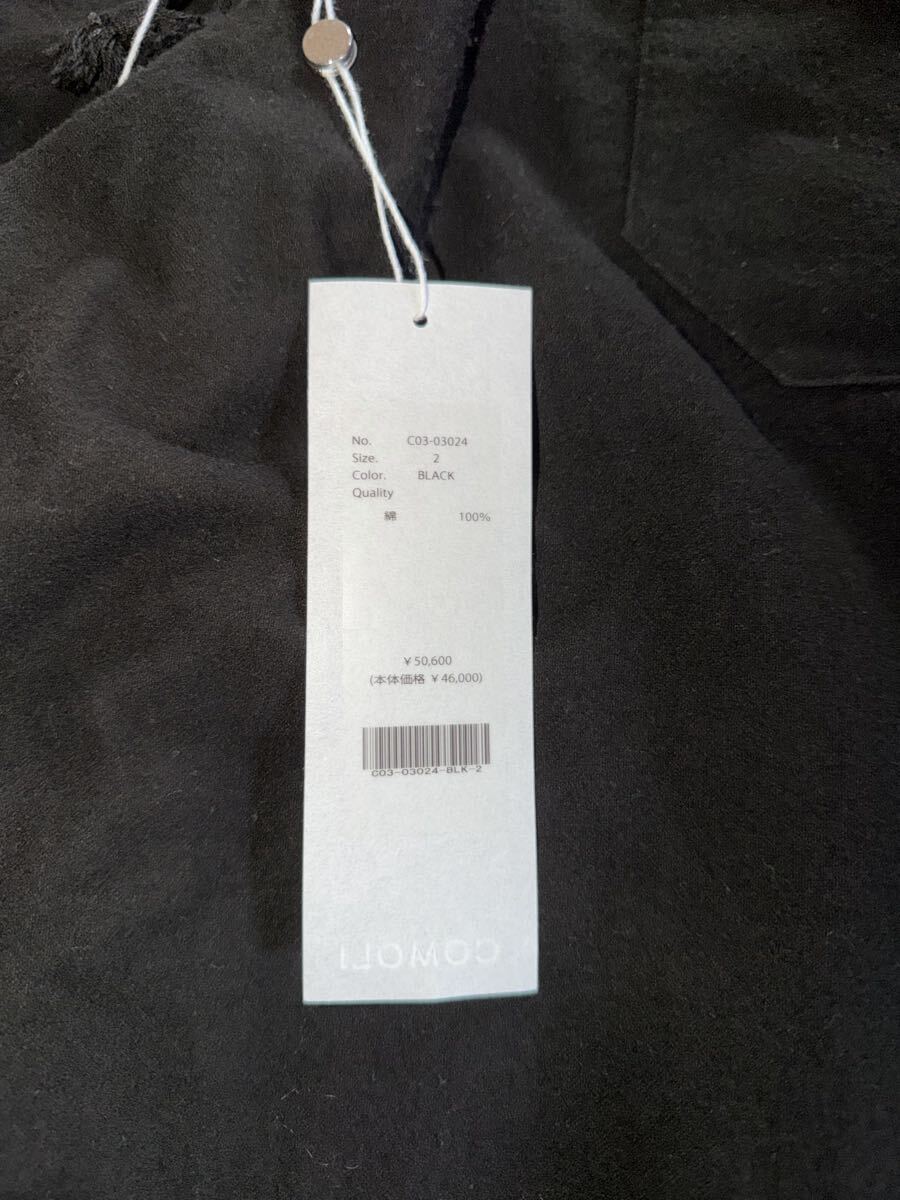 No. C03-03024
Size. 2
Color. BLACK
Quality
綿 100%
￥50,600
(本体価格 ￥46,000)
C03-03024-BLK-2
COMOLI